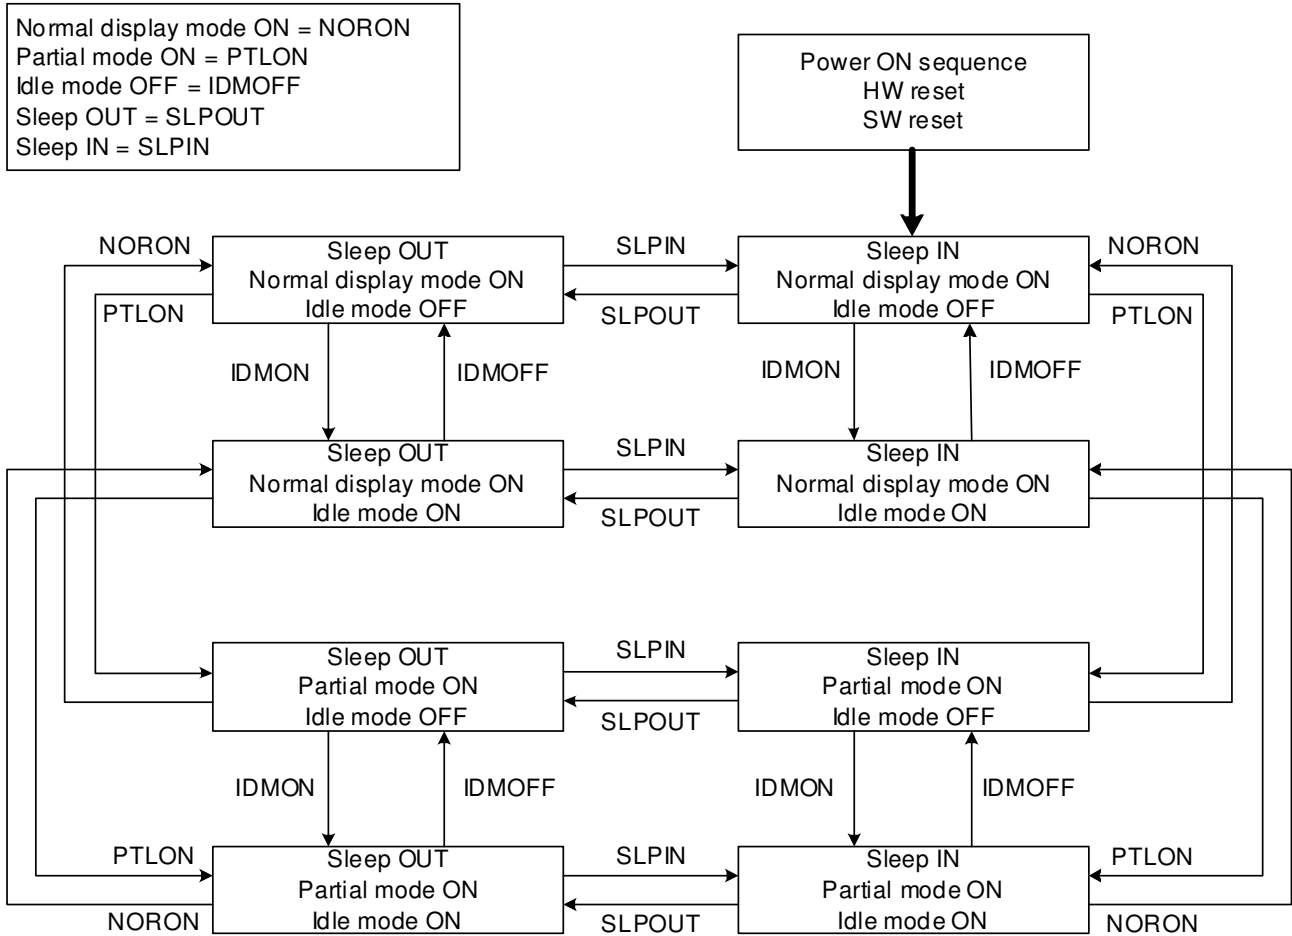 Normal display mode ON = NORON
Partial mode ON = PTLON
Idle mode OFF = IDMOFF
Sleep OUT = SLPOUT
Sleep IN = SLPIN
Power ON sequence
HW reset
SW reset
NORON
Sleep OUT
Normal display mode ON
Idle mode OFF
SLPIN
SLPOUT
Sleep IN
Normal display mode ON
Idle mode OFF
NORON
PTLON
PTLON
IDMON
IDMOFF
IDMON
IDMOFF
Sleep OUT
Normal display mode ON
Idle mode ON
SLPIN
SLPOUT
Sleep IN
Normal display mode ON
Idle mode ON
Sleep OUT
Partial mode ON
Idle mode OFF
SLPIN
SLPOUT
Sleep IN
Partial mode ON
Idle mode OFF
IDMON
IDMOFF
IDMON
IDMOFF
PTLON
NORON
Sleep OUT
Partial mode ON
Idle mode ON
SLPIN
SLPOUT
Sleep IN
Partial mode ON
Idle mode ON
PTLON
NORON